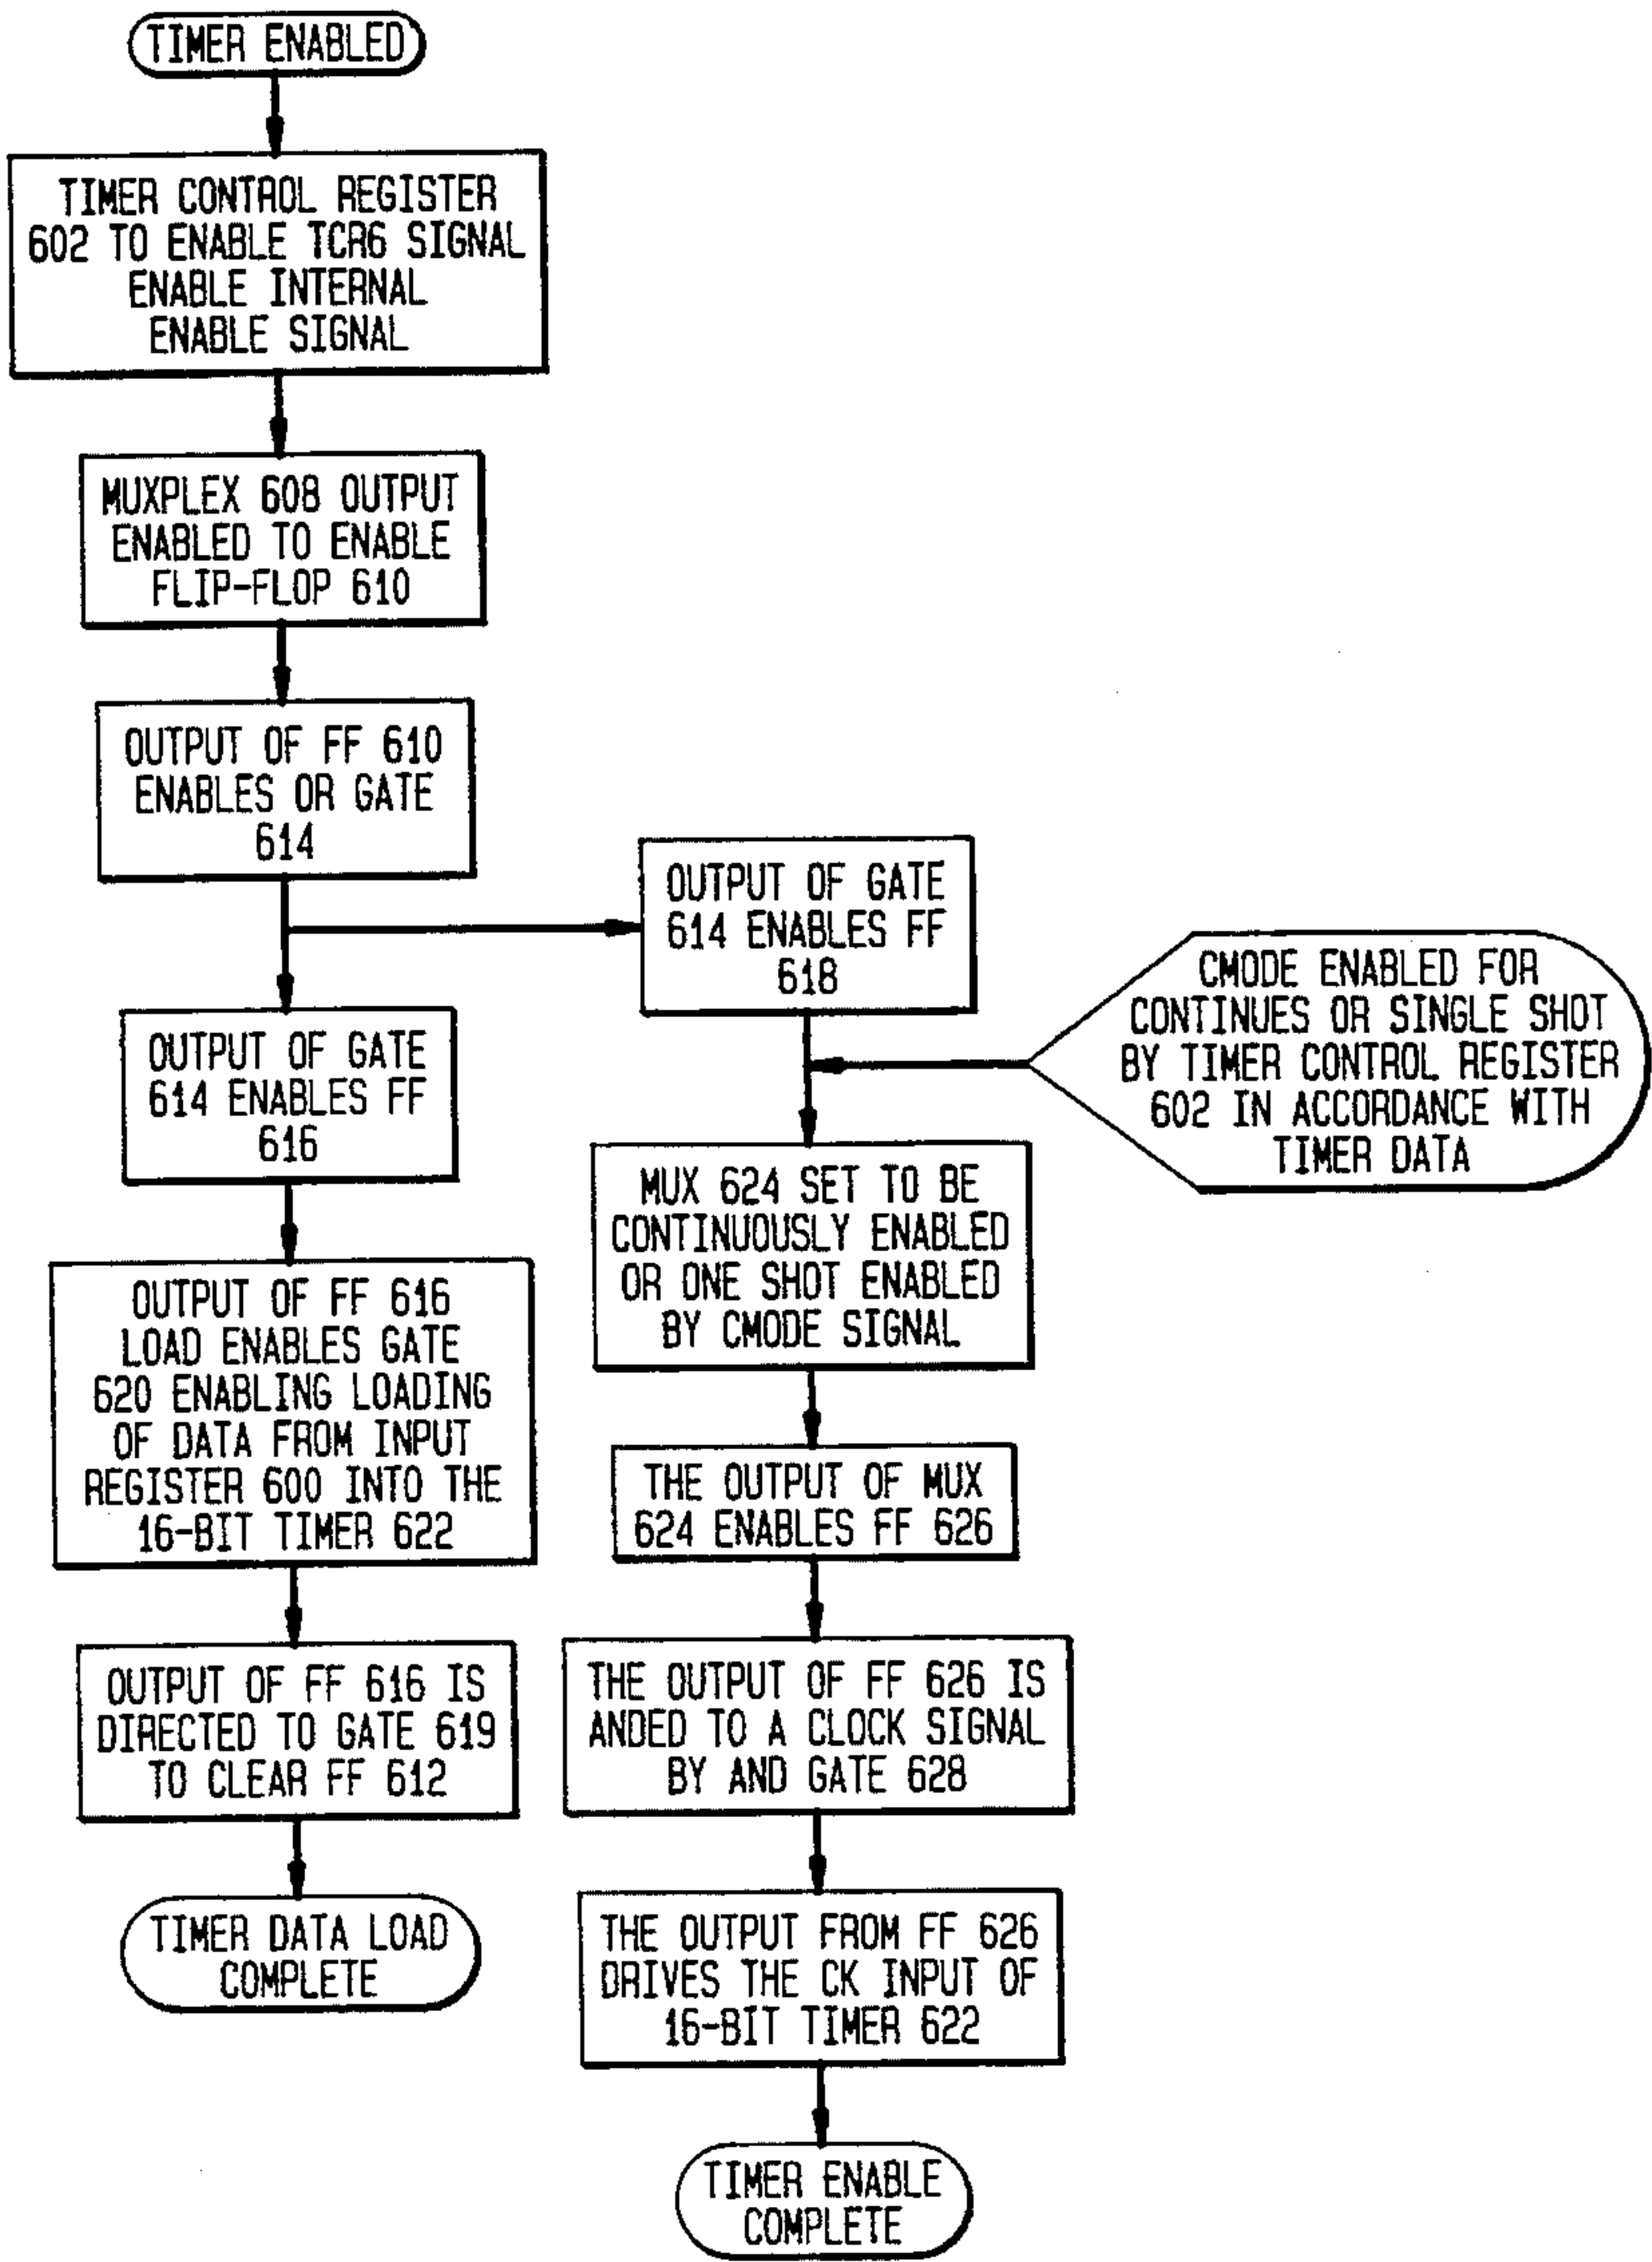 TIMER ENABLED
TIMER CONTROL REGISTER
602 TO ENABLE TCR6 SIGNAL
ENABLE INTERNAL
ENABLE SIGNAL
MUXPLEX 608 OUTPUT
ENABLED TO ENABLE
FLIP-FLOP 610
OUTPUT OF FF 610
ENABLES OR GATE
614
OUTPUT OF GATE
614 ENABLES FF
616
OUTPUT OF FF 616
LOAD ENABLES GATE
620 ENABLING LOADING
OF DATA FROM INPUT
REGISTER 600 INTO THE
16-BIT TIMER 622
OUTPUT OF FF 616 IS
DIRECTED TO GATE 619
TO CLEAR FF 612
TIMER DATA LOAD
COMPLETE
OUTPUT OF GATE
614 ENABLES FF
618
CMODE ENABLED FOR
CONTINUES OR SINGLE SHOT
BY TIMER CONTROL REGISTER
602 IN ACCORDANCE WITH
TIMER DATA
MUX 624 SET TO BE
CONTINUOUSLY ENABLED
OR ONE SHOT ENABLED
BY CMODE SIGNAL
THE OUTPUT OF MUX
624 ENABLES FF 626
THE OUTPUT OF FF 626 IS
ANDED TO A CLOCK SIGNAL
BY AND GATE 628
THE OUTPUT FROM FF 626
DRIVES THE CK INPUT OF
16-BIT TIMER 622
TIMER ENABLE
COMPLETE